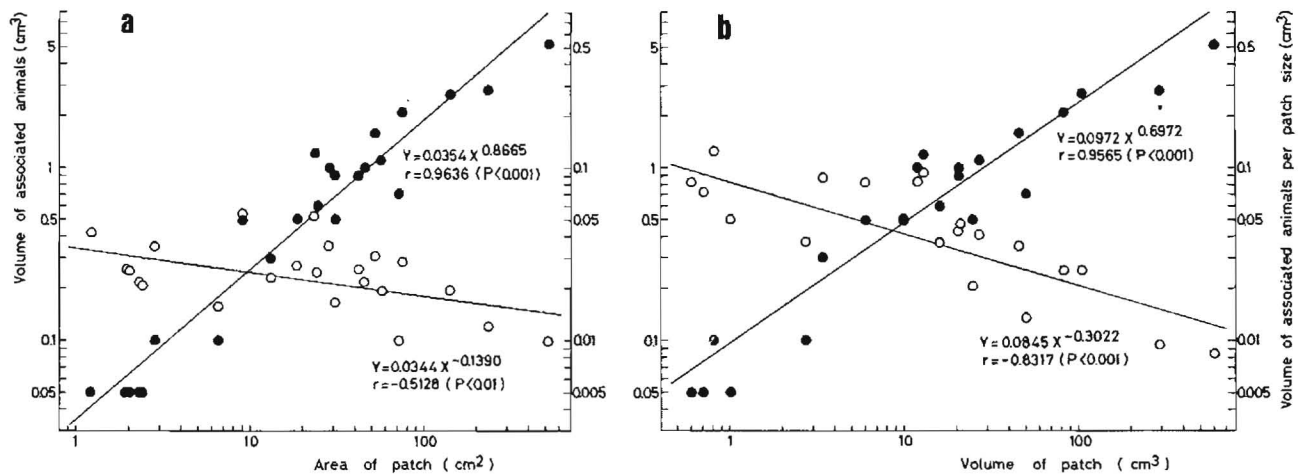 a
b
Volume of associated animals (cm³)
5
1
0.5
0.1
0.05
0.5
0.1
0.05
0.01
0.005
Y=0.0354 X^0.8665
r=0.9636 (P<0.001)
Y=0.0344 X^-0.1390
r=-0.5128 (P<0.01)
1
10
100
Area of patch (cm²)
5
1
0.5
0.1
0.05
Y=0.0972 X^0.6972
r=0.9565 (P<0.001)
Y=0.0845 X^-0.3022
r=-0.8317 (P<0.001)
0.5
0.1
0.05
0.01
0.005
1
10
100
Volume of patch (cm³)
Volume of associated animals per patch size (cm³)